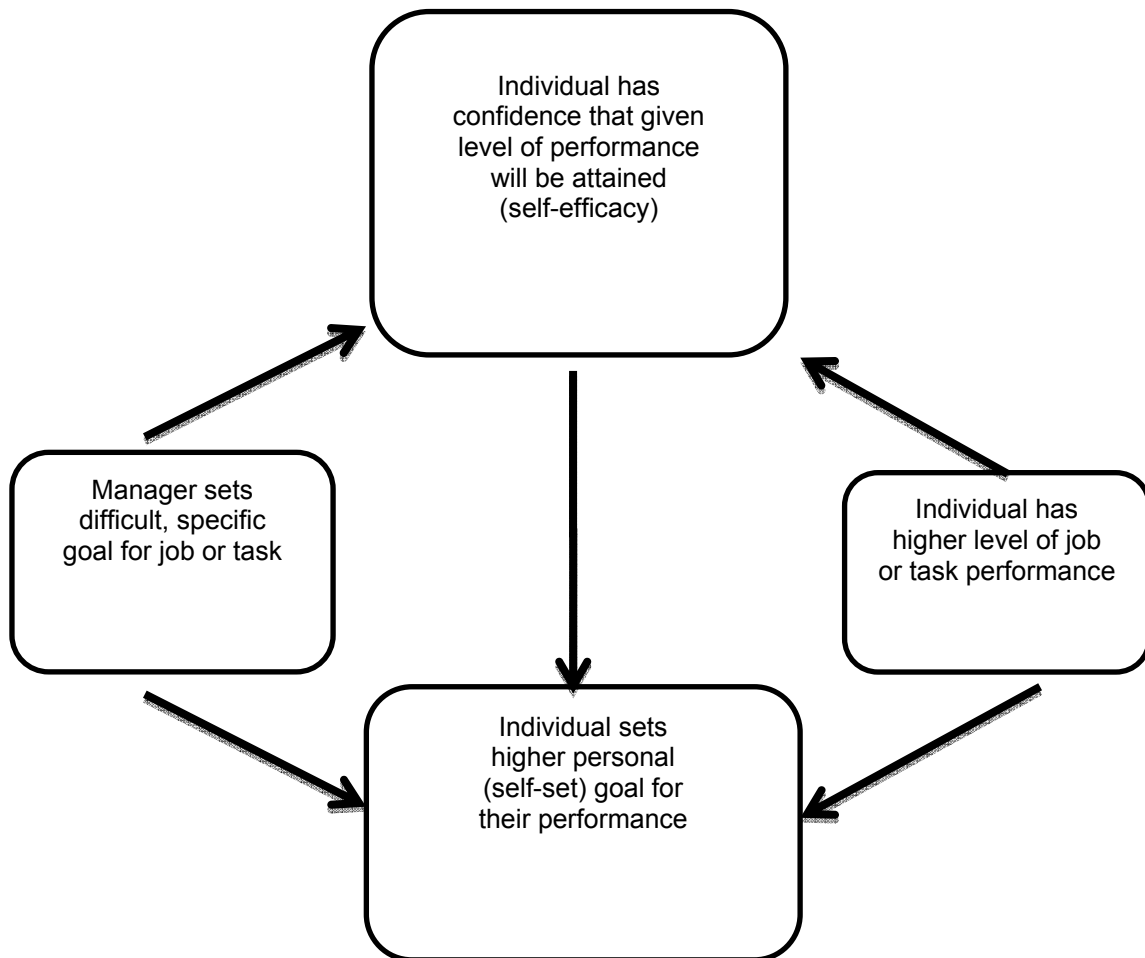 Individual has
confidence that given
level of performance
will be attained
(self-efficacy)
Manager sets
difficult, specific
goal for job or task
Individual has
higher level of job
or task performance
Individual sets
higher personal
(self-set) goal for
their performance